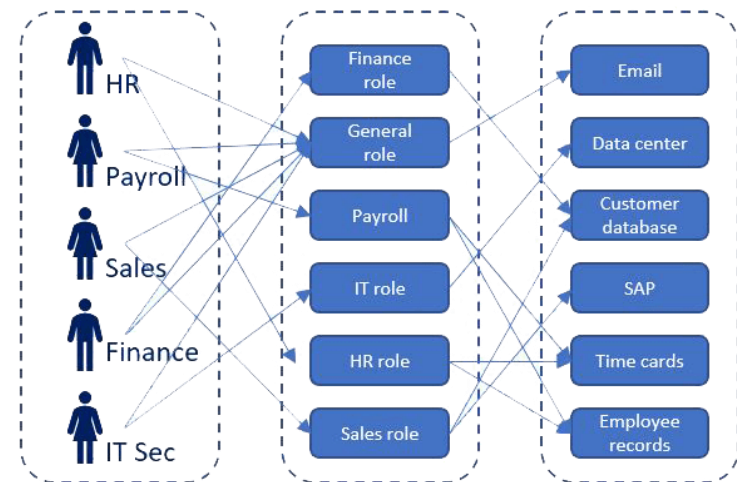 HR
Payroll
Sales
Finance
IT Sec
Finance
role
General
role
Payroll
IT role
HR role
Sales role
Email
Data center
Customer
database
SAP
Time cards
Employee
records